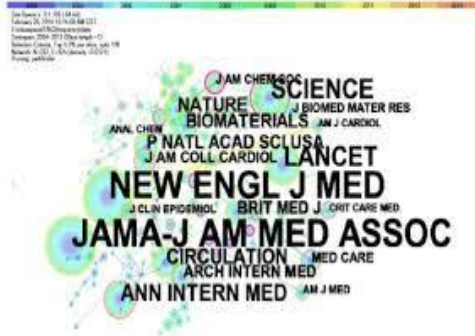 J AM CHEM SOC
SCIENCE
NATURE
J BIOMED MATER RES
BIOMATERIALS
AM J CARDIOL
ANAL CHEM
P NATL ACAD SCI USA
J AM COLL CARDIOL
LANCET
NEW ENGL J MED
J CLIN EPIDEMIOL
BRIT MED J
CRIT CARE MED
JAMA-J AM MED ASSOC
CIRCULATION
MED CARE
ARCH INTERN MED
ANN INTERN MED
AM J MED